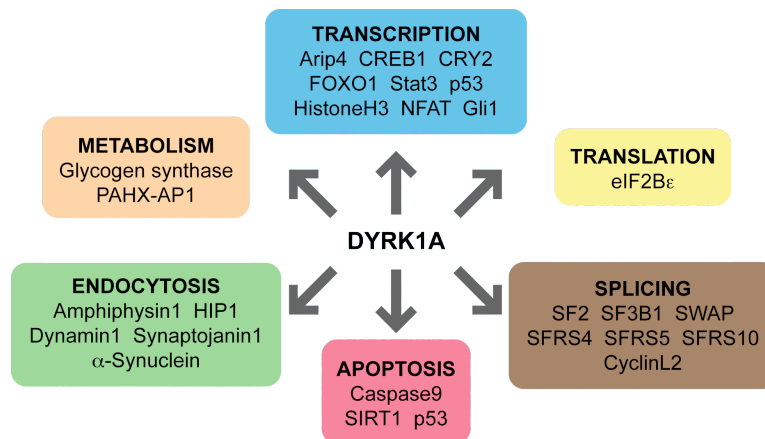 TRANSCRIPTION
Arip4 CREB1 CRY2
FOXO1 Stat3 p53
HistoneH3 NFAT Gli1
METABOLISM
Glycogen synthase
PAHX-AP1
TRANSLATION
eIF2Bε
DYRK1A
ENDOCYTOSIS
Amphiphysin1 HIP1
Dynamin1 Synaptojanin1
α-Synuclein
SPLICING
SF2 SF3B1 SWAP
SFRS4 SFRS5 SFRS10
CyclinL2
APOPTOSIS
Caspase9
SIRT1 p53